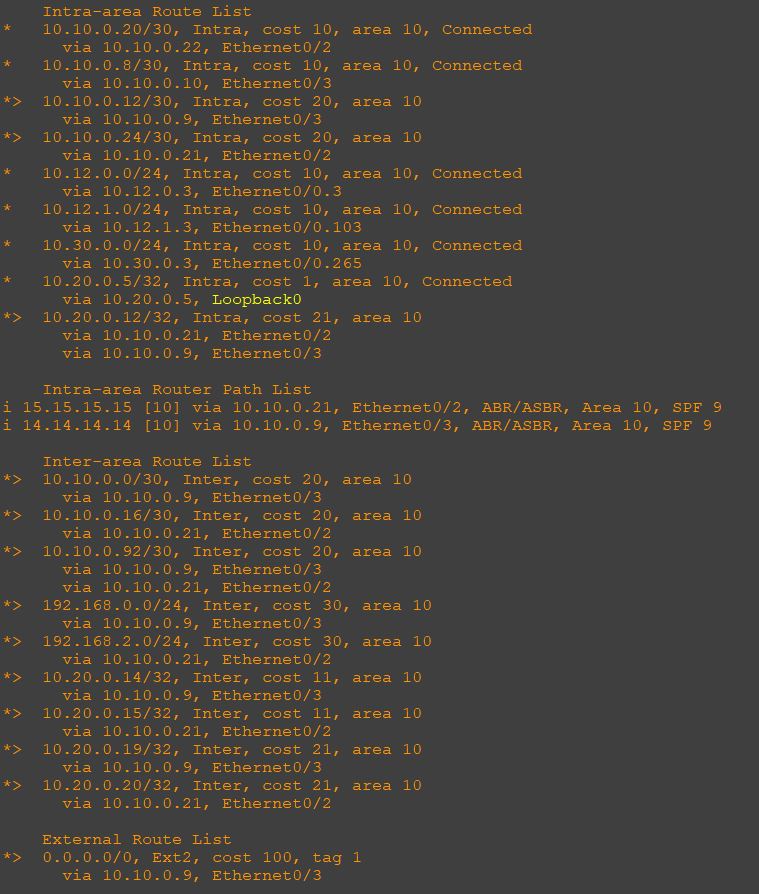 Intra-area Route List
* 10.10.0.20/30, Intra, cost 10, area 10, Connected
via 10.10.0.22, Ethernet0/2
* 10.10.0.8/30, Intra, cost 10, area 10, Connected
via 10.10.0.10, Ethernet0/3
*> 10.10.0.12/30, Intra, cost 20, area 10
via 10.10.0.9, Ethernet0/3
*> 10.10.0.24/30, Intra, cost 20, area 10
via 10.10.0.21, Ethernet0/2
* 10.12.0.0/24, Intra, cost 10, area 10, Connected
via 10.12.0.3, Ethernet0/0.3
* 10.12.1.0/24, Intra, cost 10, area 10, Connected
via 10.12.1.3, Ethernet0/0.103
* 10.30.0.0/24, Intra, cost 10, area 10, Connected
via 10.30.0.3, Ethernet0/0.265
* 10.20.0.5/32, Intra, cost 1, area 10, Connected
via 10.20.0.5, Loopback0
*> 10.20.0.12/32, Intra, cost 21, area 10
via 10.10.0.21, Ethernet0/2
via 10.10.0.9, Ethernet0/3
Intra-area Router Path List
i 15.15.15.15 [10] via 10.10.0.21, Ethernet0/2, ABR/ASBR, Area 10, SPF 9
i 14.14.14.14 [10] via 10.10.0.9, Ethernet0/3, ABR/ASBR, Area 10, SPF 9
Inter-area Route List
*> 10.10.0.0/30, Inter, cost 20, area 10
via 10.10.0.9, Ethernet0/3
*> 10.10.0.16/30, Inter, cost 20, area 10
via 10.10.0.21, Ethernet0/2
*> 10.10.0.92/30, Inter, cost 20, area 10
via 10.10.0.9, Ethernet0/3
via 10.10.0.21, Ethernet0/2
*> 192.168.0.0/24, Inter, cost 30, area 10
via 10.10.0.9, Ethernet0/3
*> 192.168.2.0/24, Inter, cost 30, area 10
via 10.10.0.21, Ethernet0/2
*> 10.20.0.14/32, Inter, cost 11, area 10
via 10.10.0.9, Ethernet0/3
*> 10.20.0.15/32, Inter, cost 11, area 10
via 10.10.0.21, Ethernet0/2
*> 10.20.0.19/32, Inter, cost 21, area 10
via 10.10.0.9, Ethernet0/3
*> 10.20.0.20/32, Inter, cost 21, area 10
via 10.10.0.21, Ethernet0/2
External Route List
*> 0.0.0.0/0, Ext2, cost 100, tag 1
via 10.10.0.9, Ethernet0/3